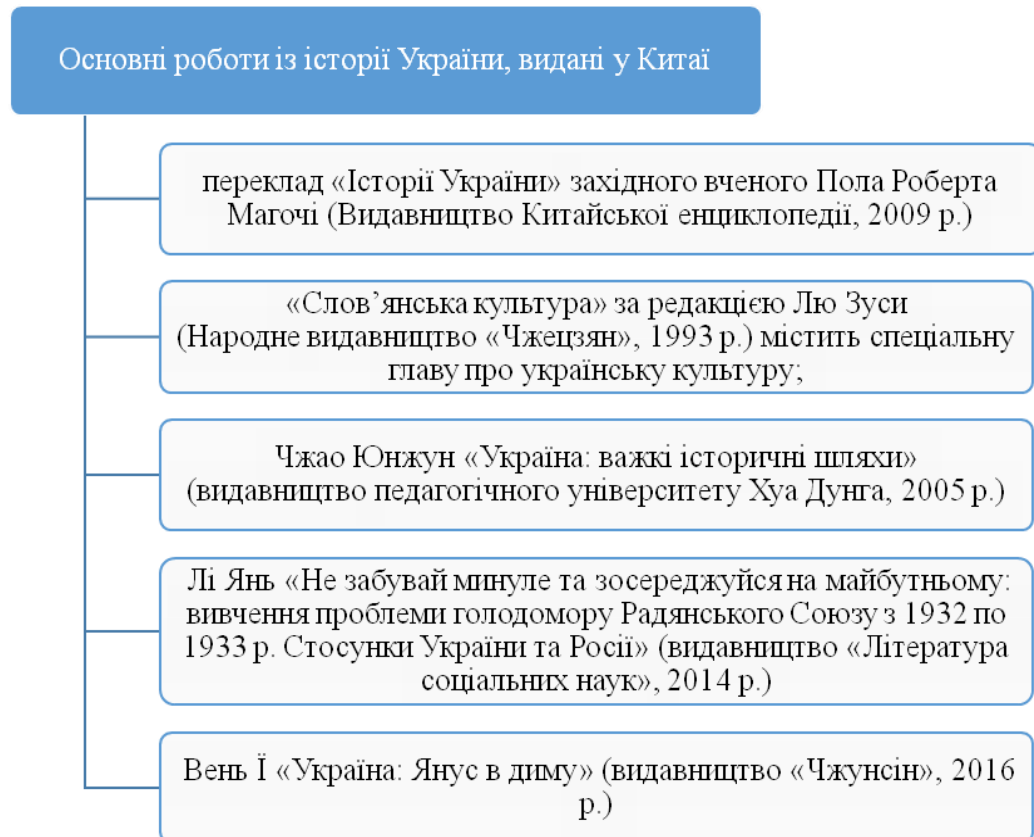 Основні роботи із історії України, видані у Китаї
переклад «Історії України» західного вченого Пола Роберта
Магочі (Видавництво Китайської енциклопедії, 2009 р.)
«Слов’янська культура» за редакцією Лю Зуси
(Народне видавництво «Чжецзян», 1993 р.) містить спеціальну
главу про українську культуру;
Чжао Юнжун «Україна: важкі історичні шляхи»
(видавництво педагогічного університету Хуа Дунга, 2005 р.)
Лі Янь «Не забувай минуле та зосереджуйся на майбутньому:
вивчення проблеми голодомору Радянського Союзу з 1932 по
1933 р. Стосунки України та Росії» (видавництво «Література
соціальних наук», 2014 р.)
Вень Ї «Україна: Янус в диму» (видавництво «Чжунсін», 2016
р.)